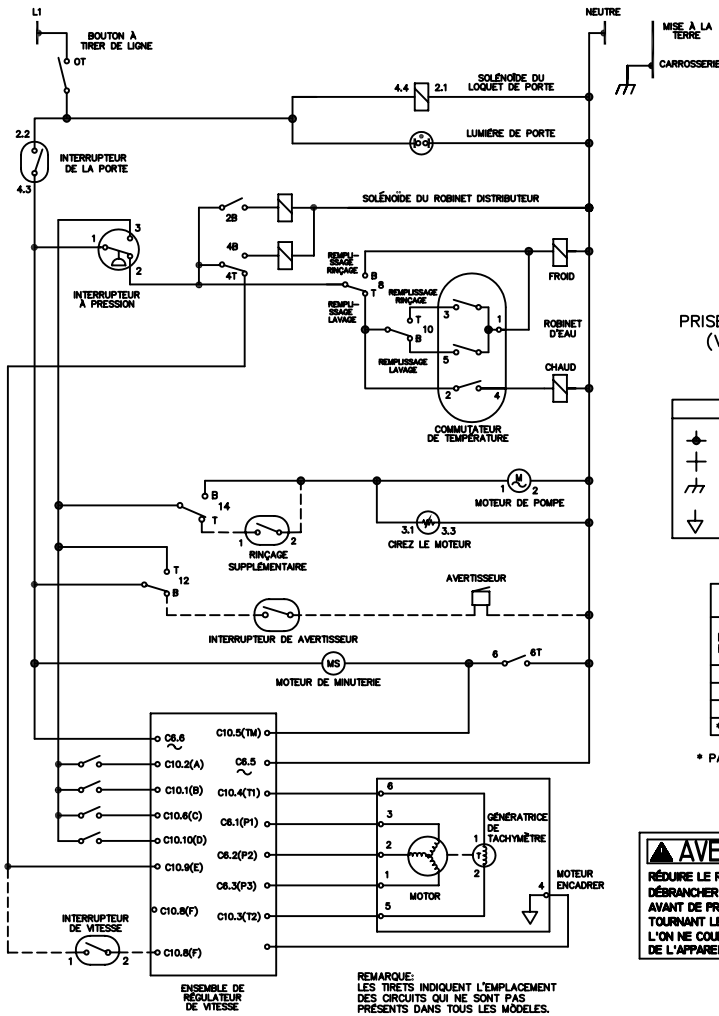 L1
BOUTON À
TIRER DE LIGNE
OT
NEUTRE
MISE À LA
TERRE
CARROSSERIE
SOLÉNOÏDE DU
LOQUET DE PORTE
4.4 2.1
LUMIÈRE DE PORTE
2.2
INTERRUPTEUR
DE LA PORTE
4.3
SOLÉNOÏDE DU ROBINET DISTRIBUTEUR
2B
4B
4T
1
3
2
INTERRUPTEUR
À PRESSION
REMPLI-
SSAGE
RINÇAGE
B
8
T
REMPLI-
SSAGE
LAVAGE
REMPLISSAGE
RINÇAGE
T
10
B
REMPLISSAGE
LAVAGE
3
1
5
2
4
COMMUTATEUR
DE TEMPÉRATURE
FROID
ROBINET
D'EAU
CHAUD
PRISE
(V
B
14
T
1
2
RINÇAGE
SUPPLÉMENTAIRE
M
1 2
MOTEUR DE POMPE
3.1 3.3
CIREZ LE MOTEUR
T
12
B
INTERRUPTEUR DE AVERTISSEUR
AVERTISSEUR
MS
MOTEUR DE MINUTERIE
6 6T
C6.6
C10.2(A)
C10.1(B)
C10.6(C)
C10.10(D)
C10.9(E)
C10.8(F)
C10.8(F)
C10.5(TM)
C6.5
C10.4(T1)
C6.1(P1)
C6.2(P2)
C6.3(P3)
C10.3(T2)
ENSEMBLE DE
RÉGULATEUR
DE VITESSE
INTERRUPTEUR
DE VITESSE
1 2
6
3
2
1
5
MOTOR
GÉNÉRATRICE
DE
TACHYMÈTRE
1
T
2
4
MOTEUR
ENCADRER
REMARQUE:
LES TIRETS INDIQUENT L'EMPLACEMENT
DES CIRCUITS QUI NE SONT PAS
PRÉSENTS DANS TOUS LES MÓDELES.
*
* PA
AVE
RÉDUIRE LE R
DÉBRANCHER
AVANT DE PR
TOURNANT LE
L'ON NE COU
DE L'APPAREI